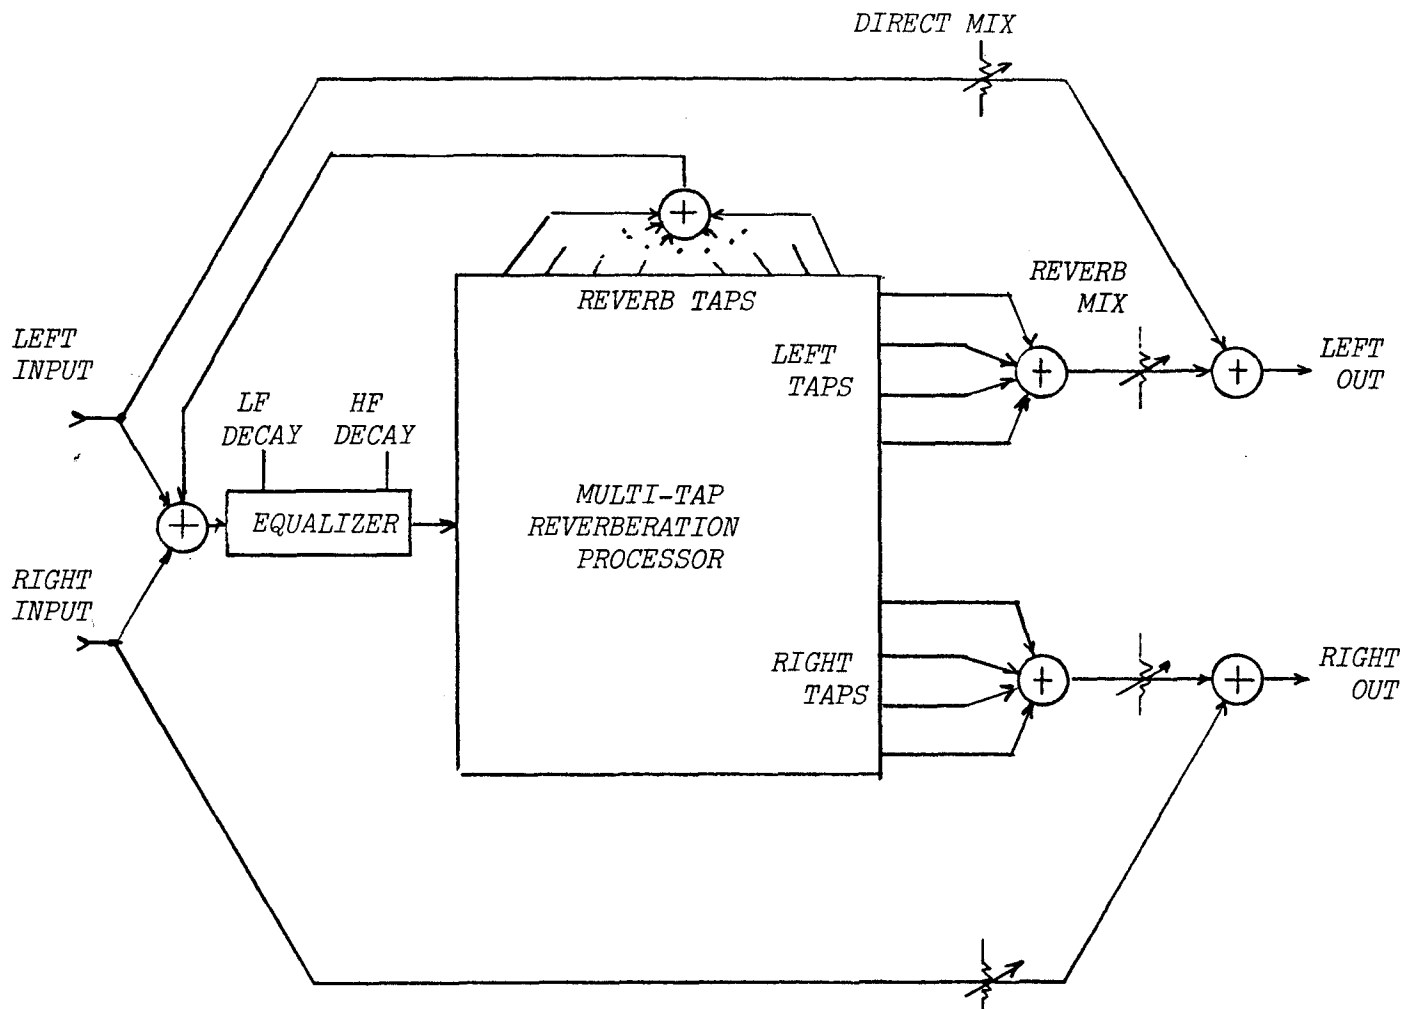 DIRECT MIX
REVERB TAPS
REVERB
MIX
LEFT
INPUT
LEFT
TAPS
LEFT
OUT
LF
DECAY
HF
DECAY
+
+
+
+
EQUALIZER
MULTI-TAP
REVERBERATION
PROCESSOR
RIGHT
INPUT
RIGHT
TAPS
+
+
RIGHT
OUT